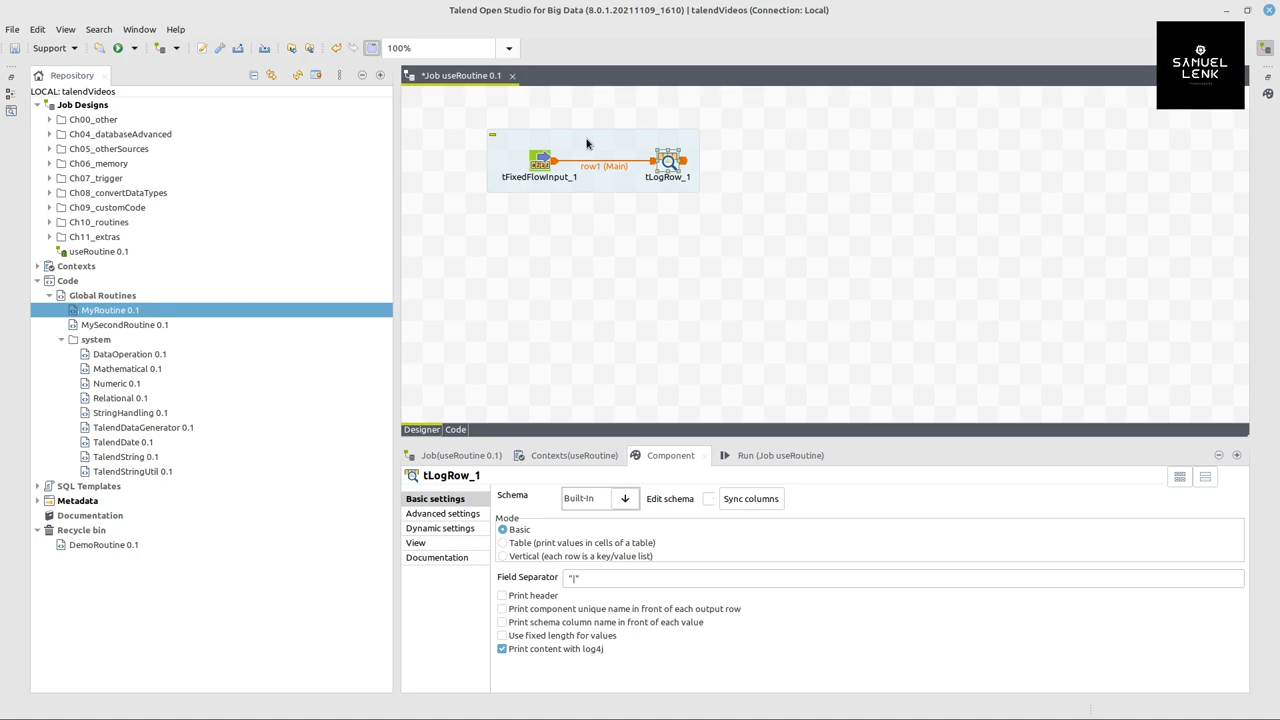 Talend Open Studio for Big Data (8.0.1.20211109_1610) | talendVideos (Connection: Local)
File Edit View Search Window Help
Support
100%
SAMUEL
LENK
Repository
*Job useRoutine 0.1
LOCAL: talendVideos
Job Designs
Ch00_other
Ch04_databaseAdvanced
Ch05_otherSources
Ch06_memory
Ch07_trigger
Ch08_convertDataTypes
Ch09_customCode
Ch10_routines
Ch11_extras
useRoutine 0.1
Contexts
Code
Global Routines
MyRoutine 0.1
MySecondRoutine 0.1
system
DataOperation 0.1
Mathematical 0.1
Numeric 0.1
Relational 0.1
StringHandling 0.1
TalendDataGenerator 0.1
TalendDate 0.1
TalendString 0.1
TalendStringUtil 0.1
SQL Templates
Metadata
Documentation
Recycle bin
DemoRoutine 0.1
row1 (Main)
tFixedFlowInput_1
tLogRow_1
Designer Code
Job(useRoutine 0.1) Contexts(useRoutine) Component Run (Job useRoutine)
tLogRow_1
Basic settings
Advanced settings
Dynamic settings
View
Documentation
Schema Built-In Edit schema Sync columns
Mode
Basic
Table (print values in cells of a table)
Vertical (each row is a key/value list)
Field Separator "|"
Print header
Print component unique name in front of each output row
Print schema column name in front of each value
Use fixed length for values
Print content with log4j